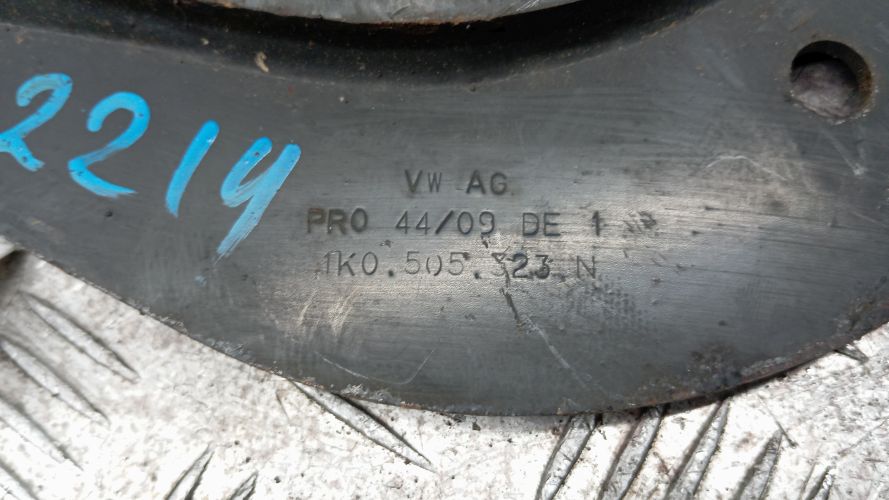 2214
VW AG
PRO 44/09 DE 1
1K0.505.323.N